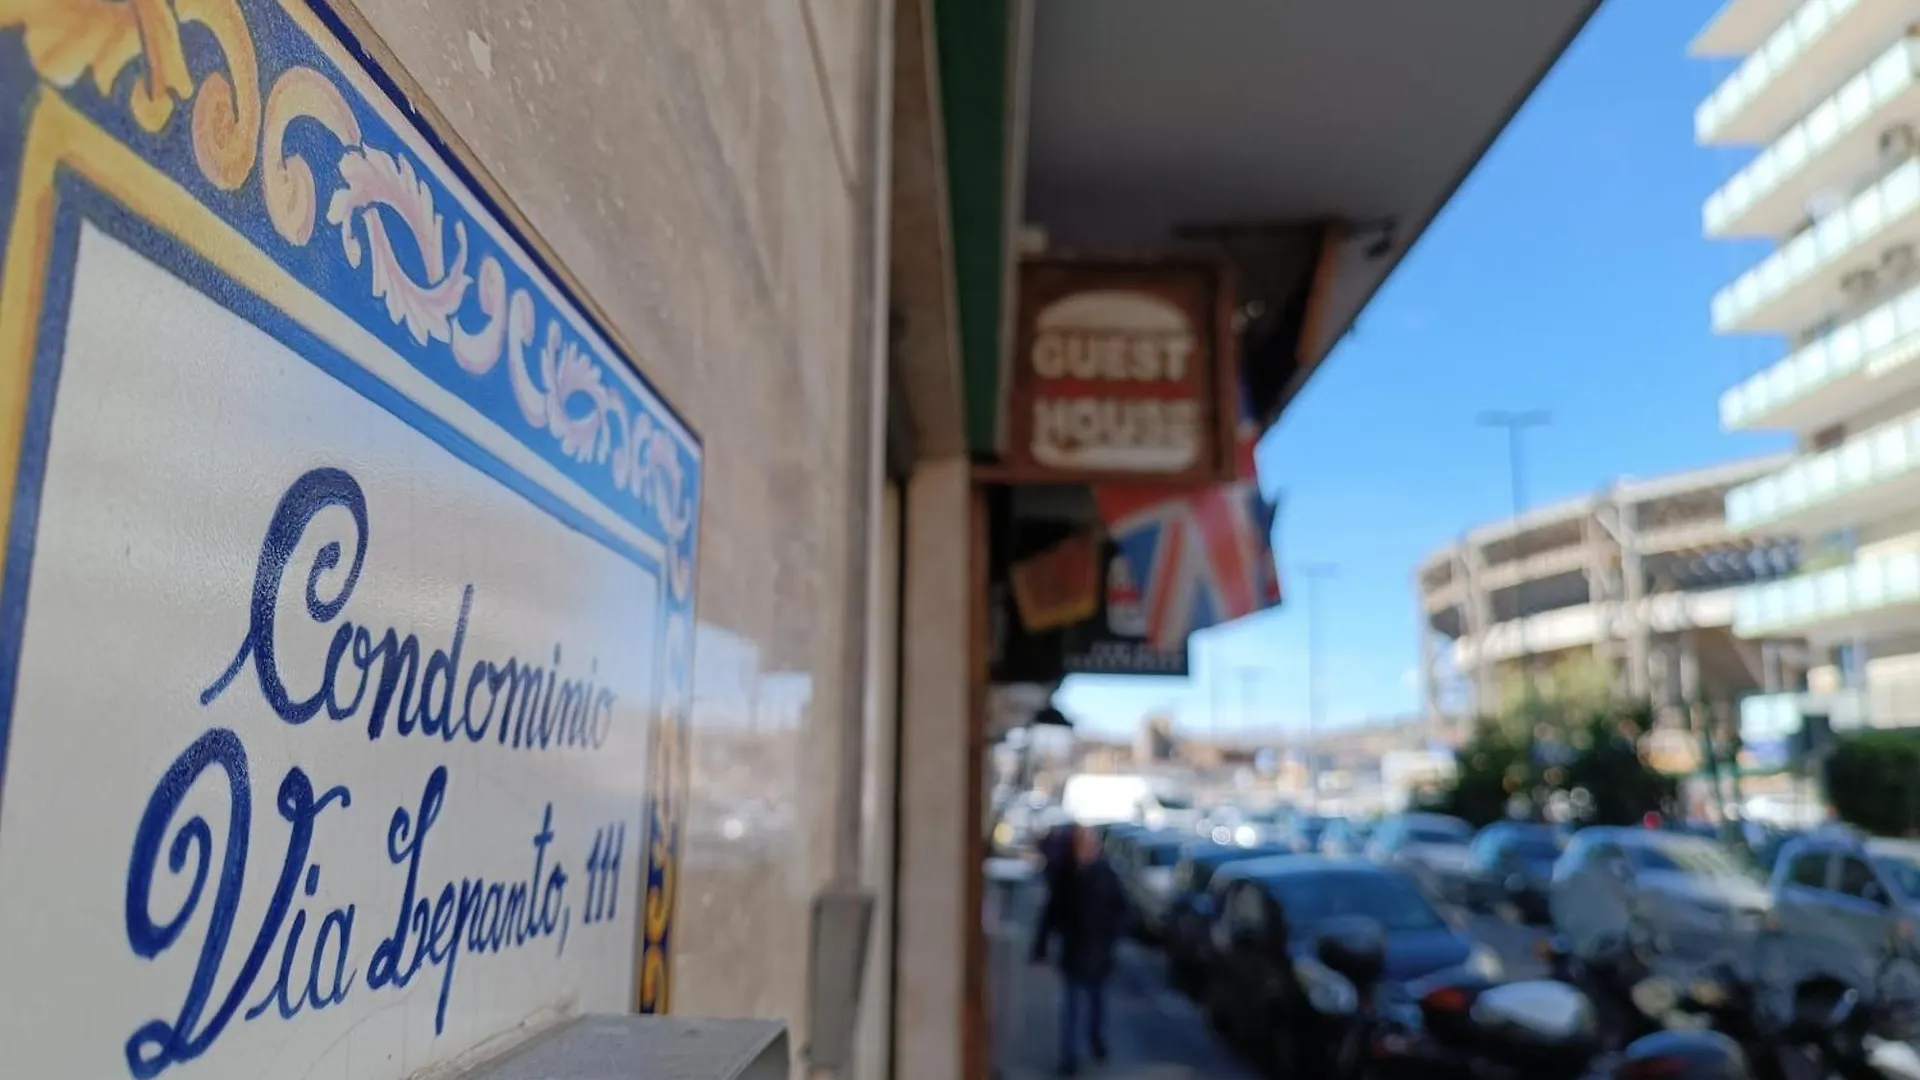 Condominio
Via Lepanto, 111
GUEST
HOUSE